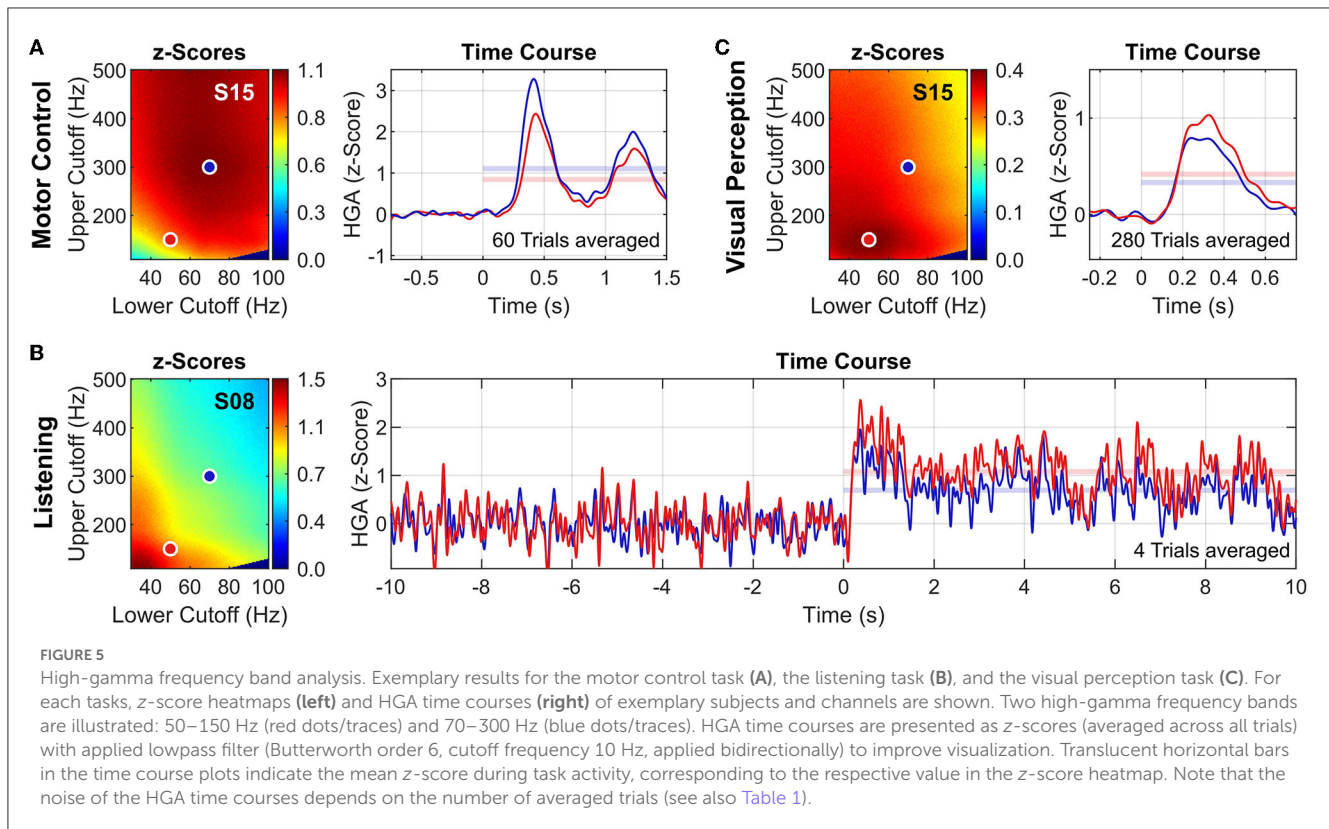 A
z-Scores
Time Course
Motor Control
Upper Cutoff (Hz)
500
400
300
200
S15
1.1
1.0
0.8
0.6
0.5
0.3
0.0
40 60 80 100
Lower Cutoff (Hz)
HGA (z-Score)
3
2
1
0
-1
60 Trials averaged
-0.5 0 0.5 1 1.5
Time (s)
C
z-Scores
Time Course
Visual Perception
Upper Cutoff (Hz)
500
400
300
200
S15
0.4
0.3
0.3
0.2
0.2
0.1
0.0
40 60 80 100
Lower Cutoff (Hz)
HGA (z-Score)
1
0
280 Trials averaged
-0.2 0 0.2 0.4 0.6
Time (s)
B
z-Scores
Time Course
Listening
Upper Cutoff (Hz)
500
400
300
200
S08
1.5
1.3
1.0
0.7
0.6
0.4
0.0
40 60 80 100
Lower Cutoff (Hz)
HGA (z-Score)
3
2
1
0
4 Trials averaged
-10 -8 -6 -4 -2 0 2 4 6 8 10
Time (s)
FIGURE 5
High-gamma frequency band analysis. Exemplary results for the motor control task (A), the listening task (B), and the visual perception task (C). For
each tasks, z-score heatmaps (left) and HGA time courses (right) of exemplary subjects and channels are shown. Two high-gamma frequency bands
are illustrated: 50–150 Hz (red dots/traces) and 70–300 Hz (blue dots/traces). HGA time courses are presented as z-scores (averaged across all trials)
with applied lowpass filter (Butterworth order 6, cutoff frequency 10 Hz, applied bidirectionally) to improve visualization. Translucent horizontal bars
in the time course plots indicate the mean z-score during task activity, corresponding to the respective value in the z-score heatmap. Note that the
noise of the HGA time courses depends on the number of averaged trials (see also Table 1).